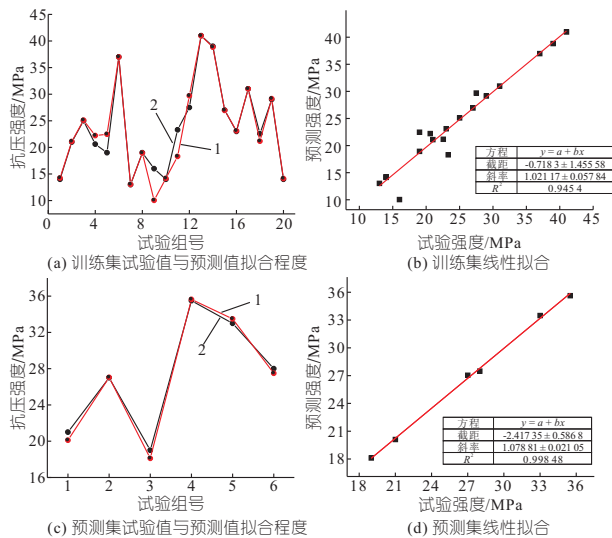 抗压强度/MPa
45
40
35
30
25
20
15
10
2
1
0
4
8
12
16
20
试验组号
(a) 训练集试验值与预测值拟合程度
预测强度/MPa
40
30
20
10
方程 y = a + bx
截距 -0.718 3 ± 1.455 58
斜率 1.021 17 ± 0.057 84
R² 0.945 4
10 15 20 25 30 35 40 45
试验强度/MPa
(b) 训练集线性拟合
抗压强度/MPa
36
32
28
24
20
16
1
2
1 2 3 4 5 6
试验组号
(c) 预测集试验值与预测值拟合程度
预测强度/MPa
36
33
30
27
24
21
18
方程 y = a + bx
截距 -2.417 35 ± 0.586 8
斜率 1.078 81 ± 0.021 05
R² 0.998 48
18 21 24 27 30 33 36
试验强度/MPa
(d) 预测集线性拟合